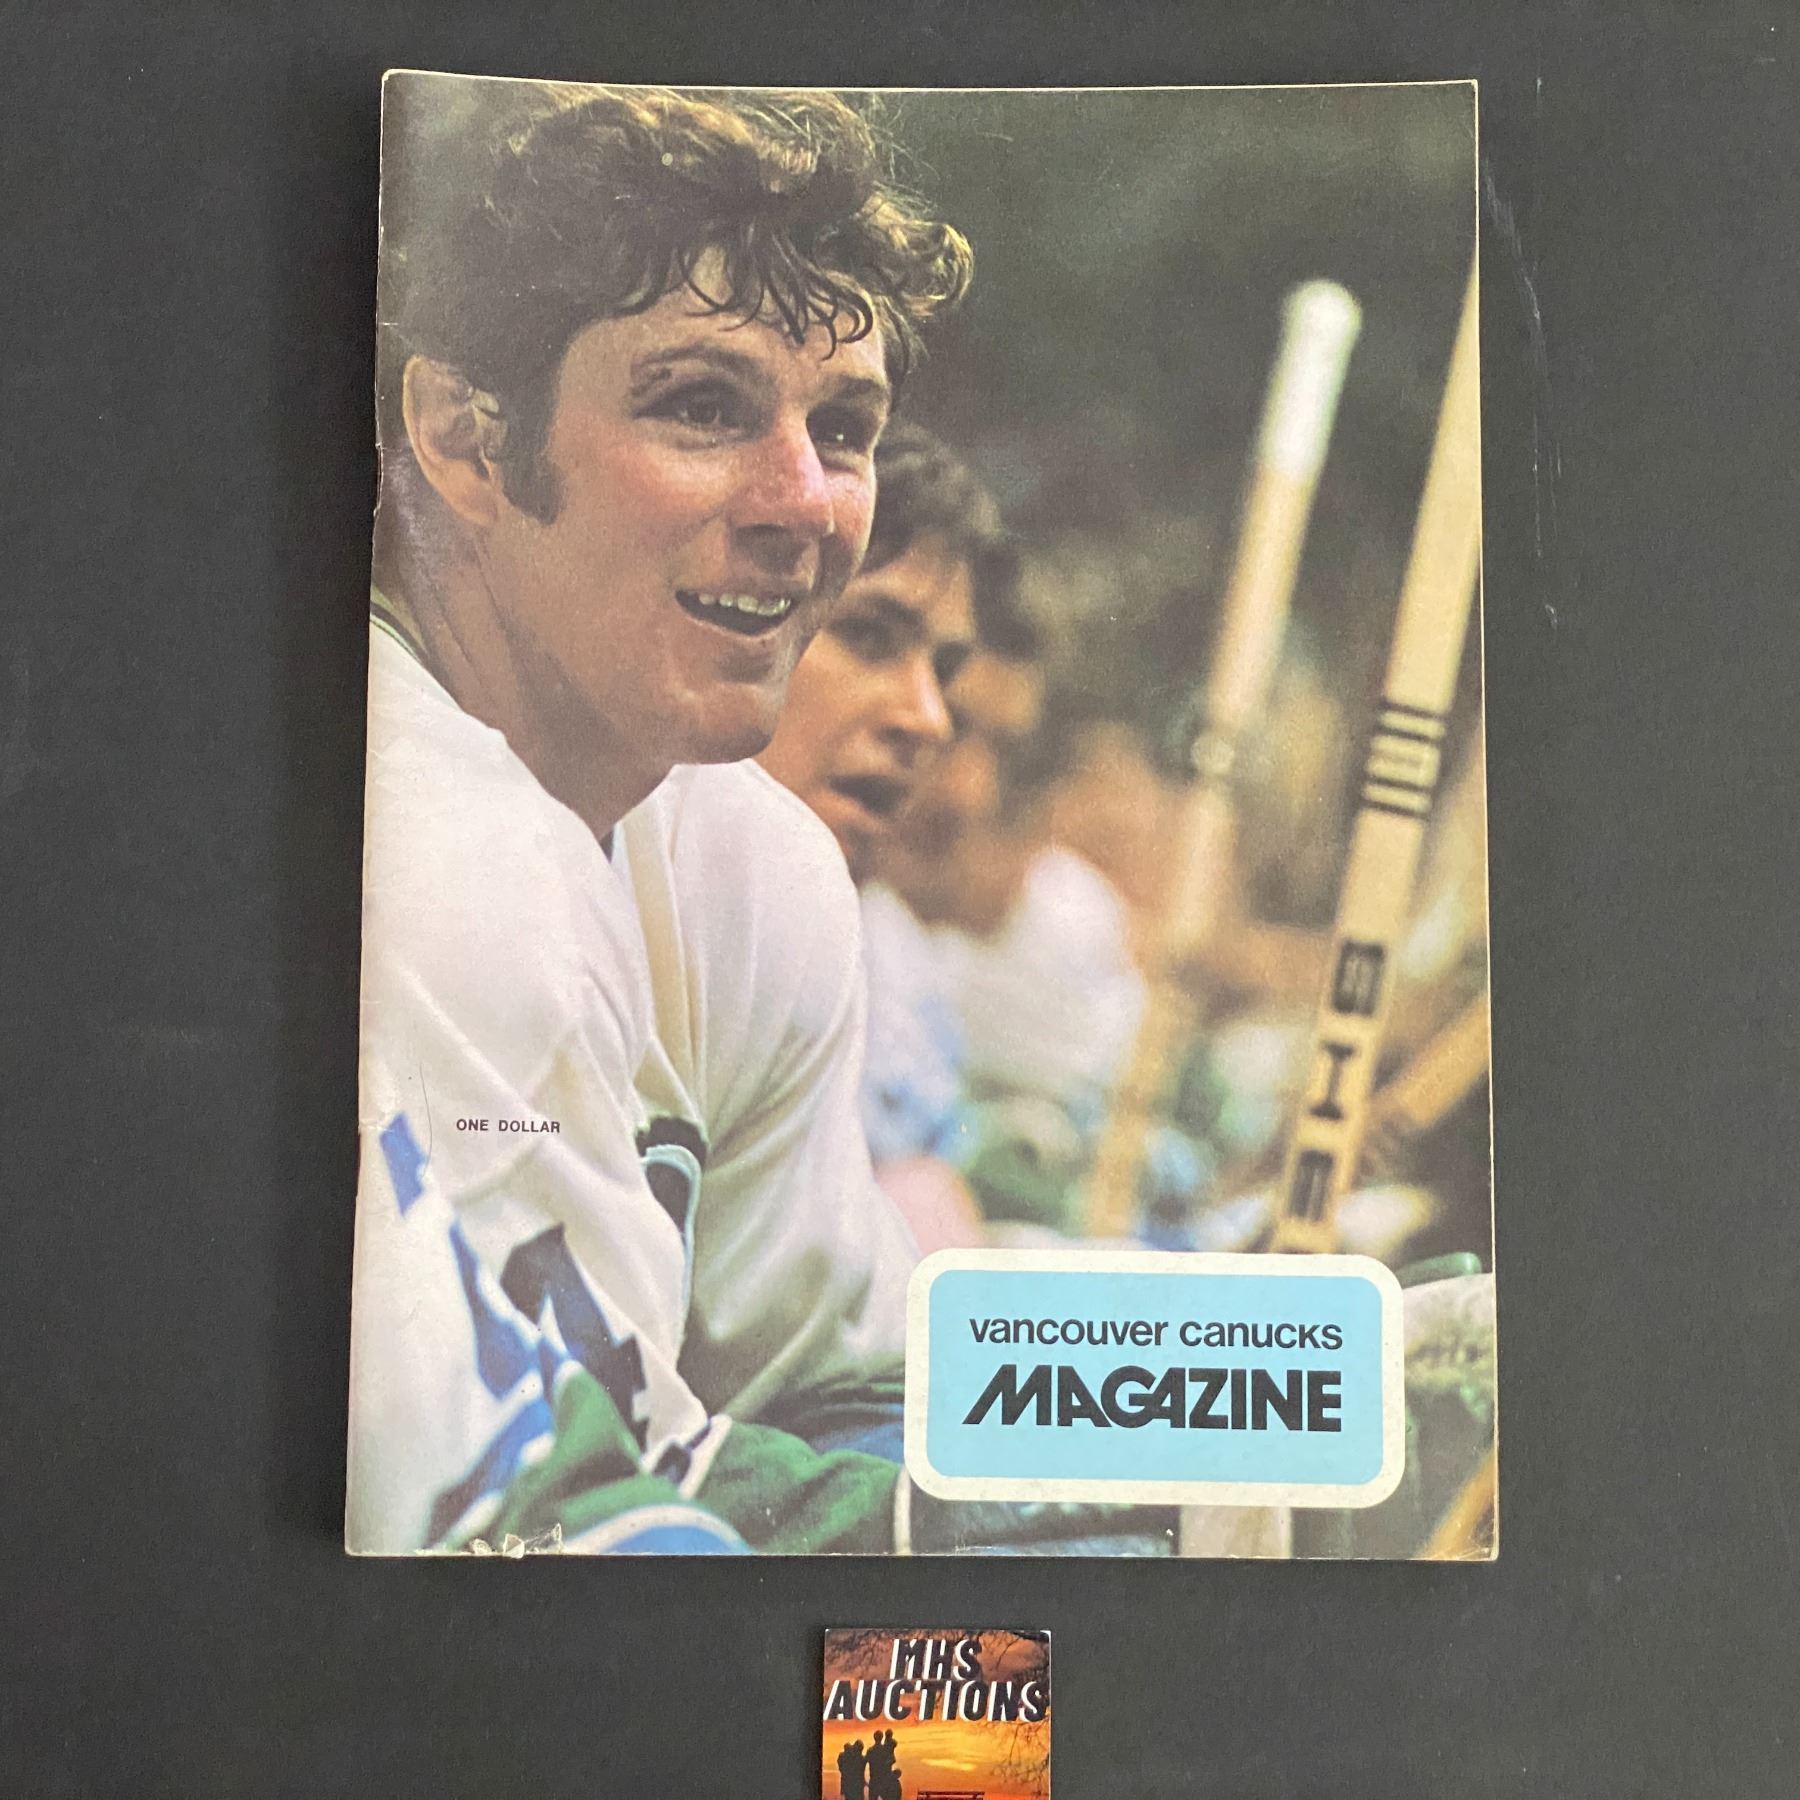 ONE DOLLAR
vancouver canucks
MAGAZINE
MHS
AUCTIONS